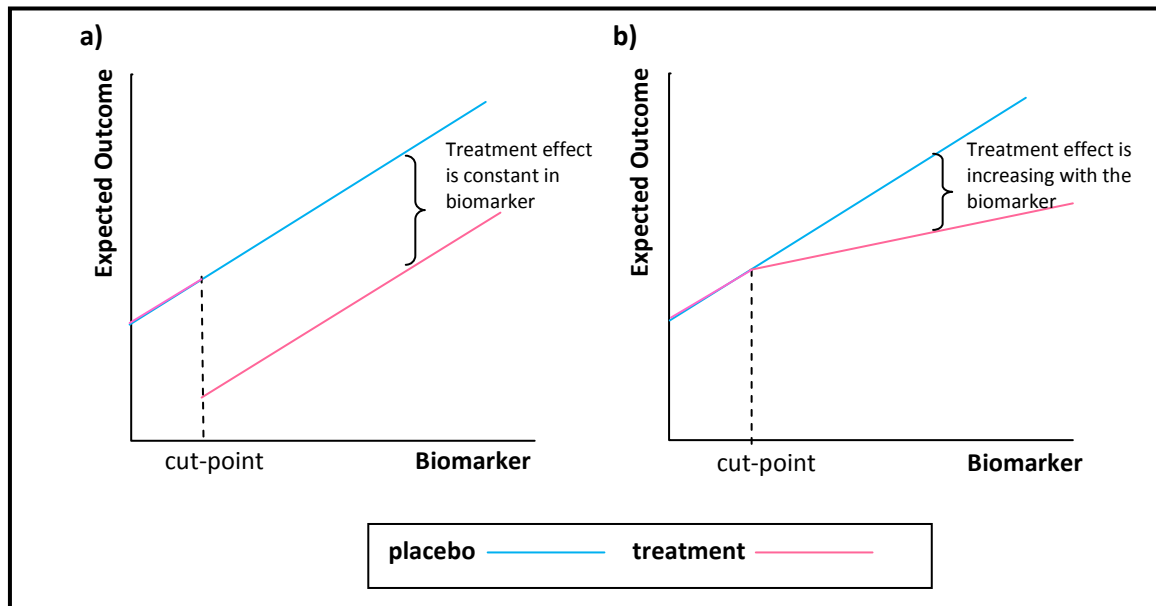 a)
Expected Outcome
Treatment effect
is constant in
biomarker
cut-point
Biomarker
b)
Expected Outcome
Treatment effect is
increasing with the
biomarker
cut-point
Biomarker
placebo
treatment